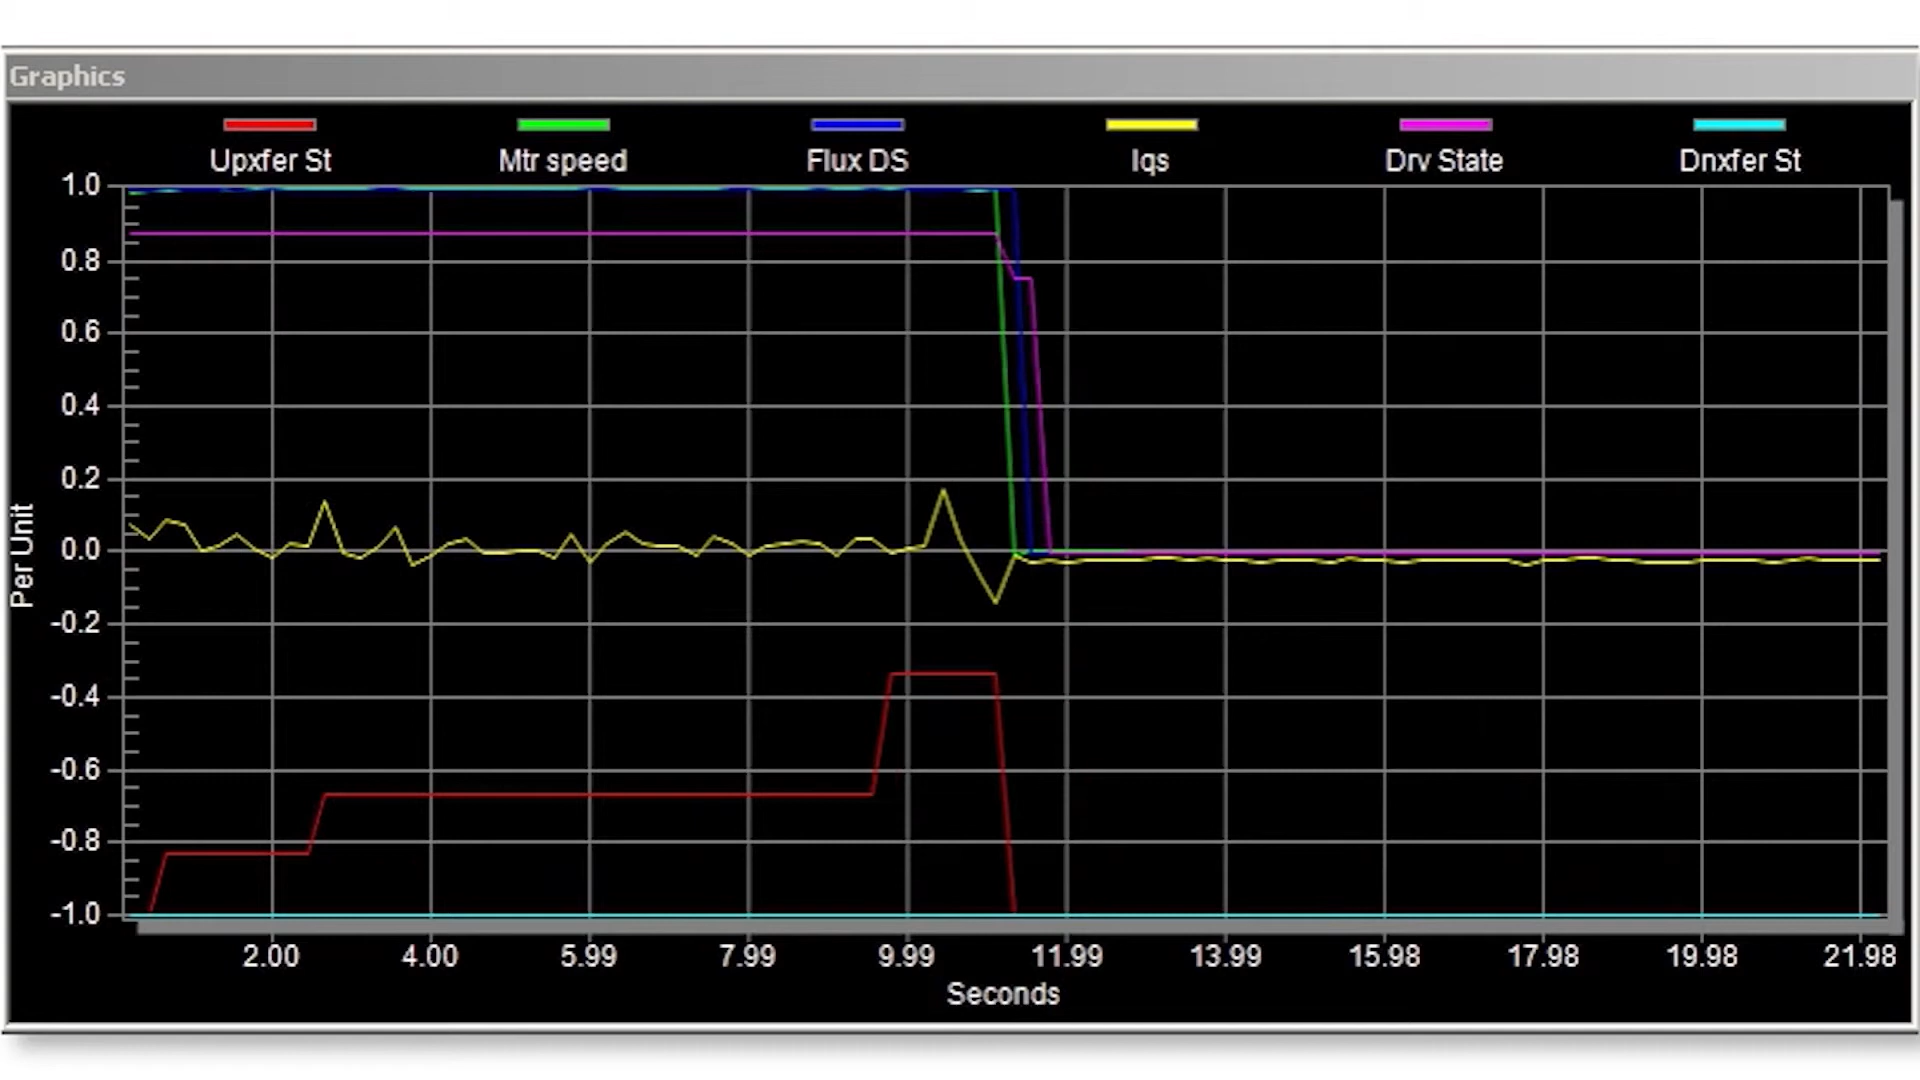 Graphics
Upxfer St Mtr speed Flux DS Iqs Drv State Dnxfer St
1.0
0.8
0.6
0.4
0.2
0.0
-0.2
-0.4
-0.6
-0.8
-1.0
Per Unit
2.00 4.00 5.99 7.99 9.99 11.99 13.99 15.98 17.98 19.98 21.98
Seconds